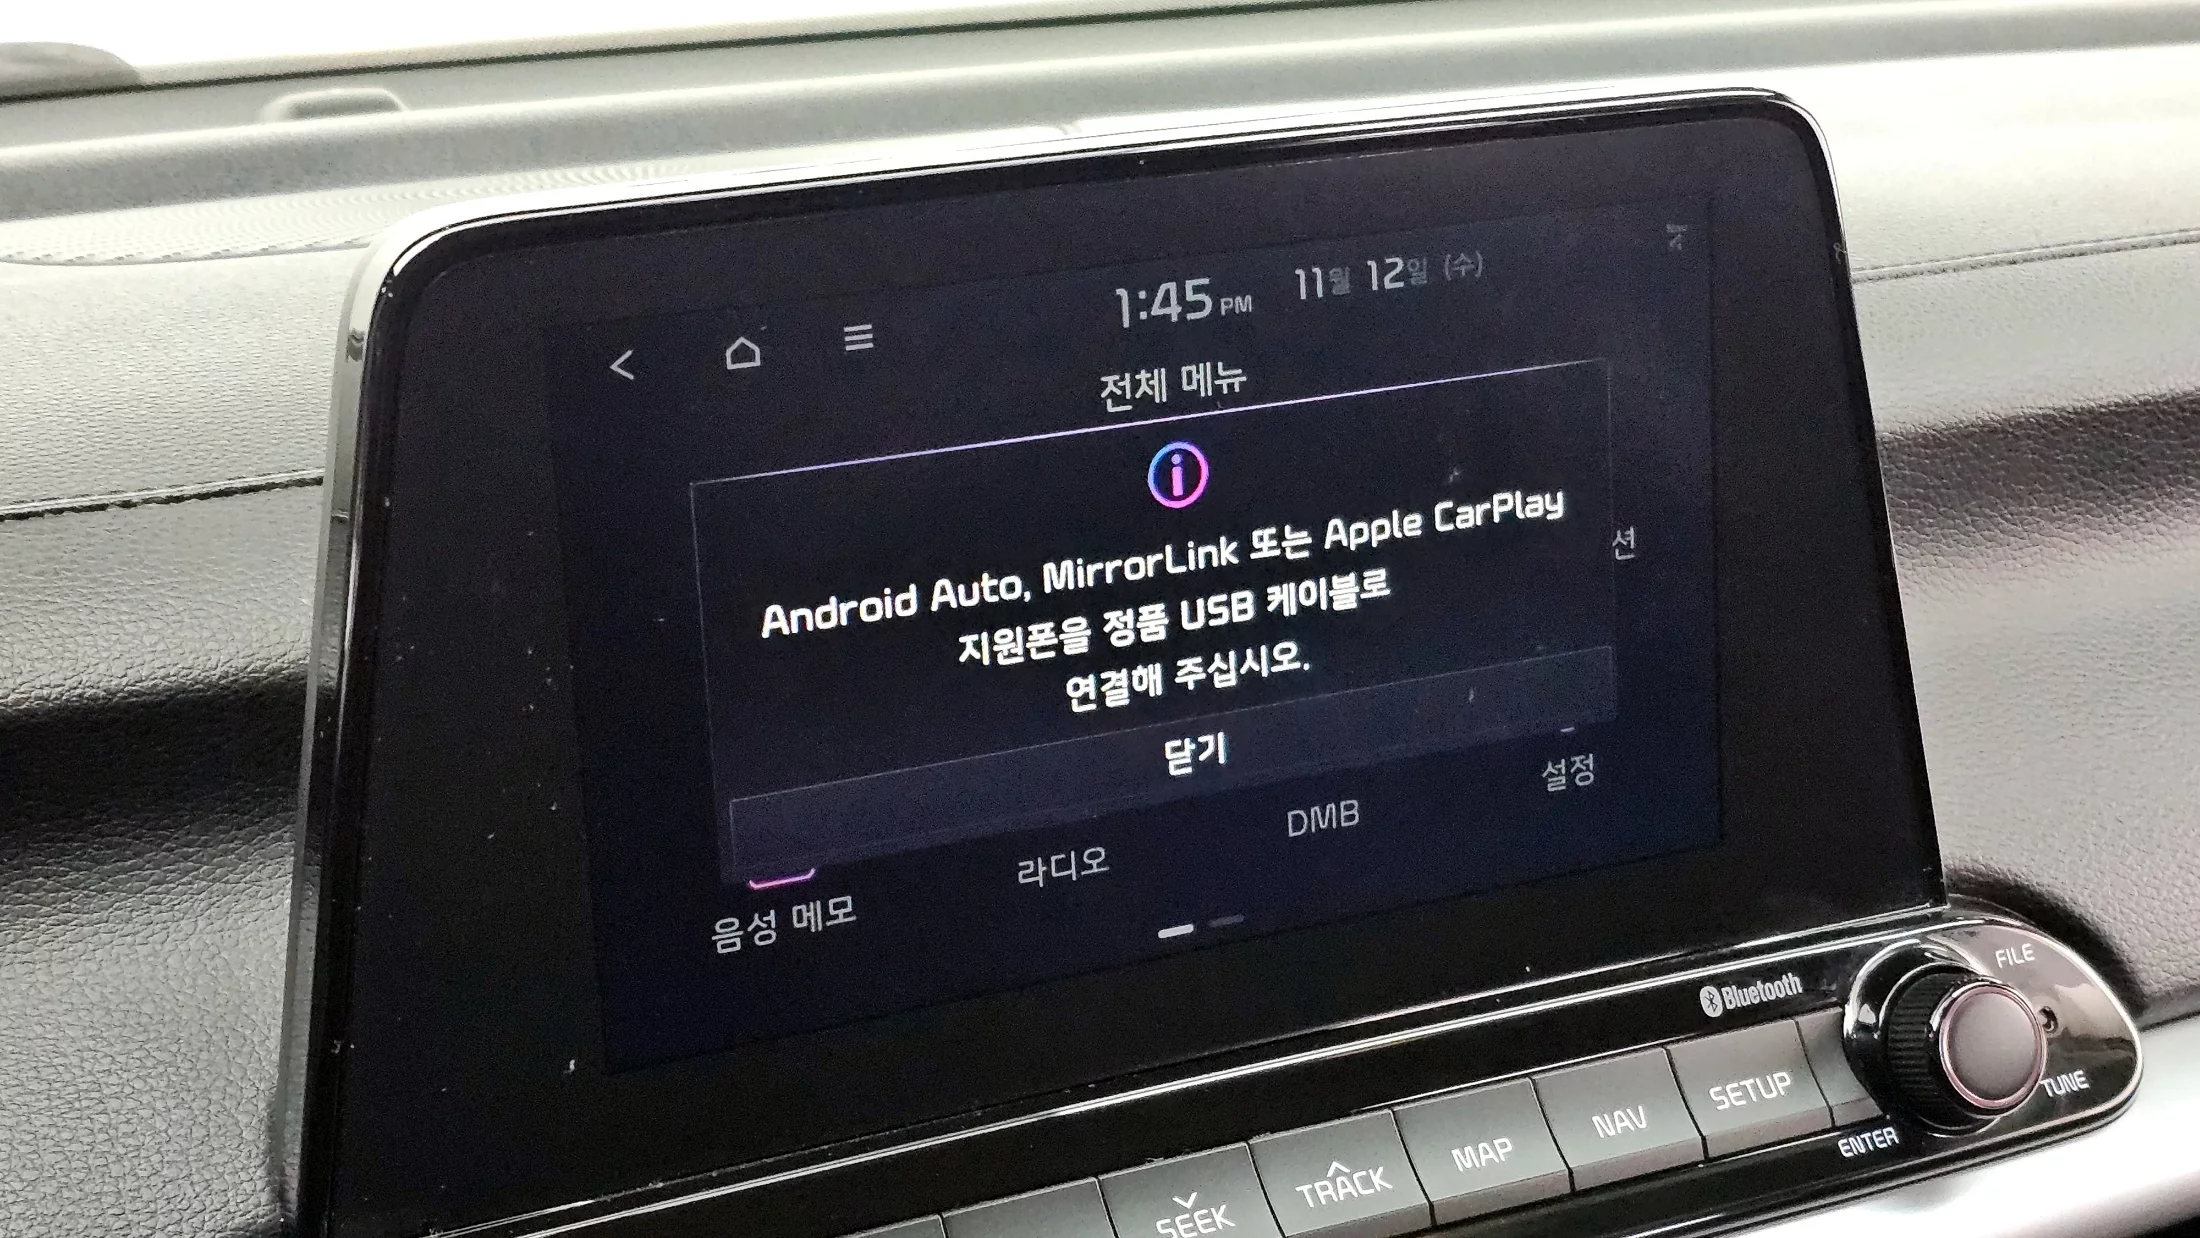 1:45 PM 11월 12일 (수)
전체 메뉴
Android Auto, MirrorLink 또는 Apple CarPlay
지원폰을 정품 USB 케이블로
연결해 주십시오.
닫기
션
음성 메모
라디오
DMB
설정
Bluetooth
FILE
TUNE
ENTER
SEEK
TRACK
MAP
NAV
SETUP